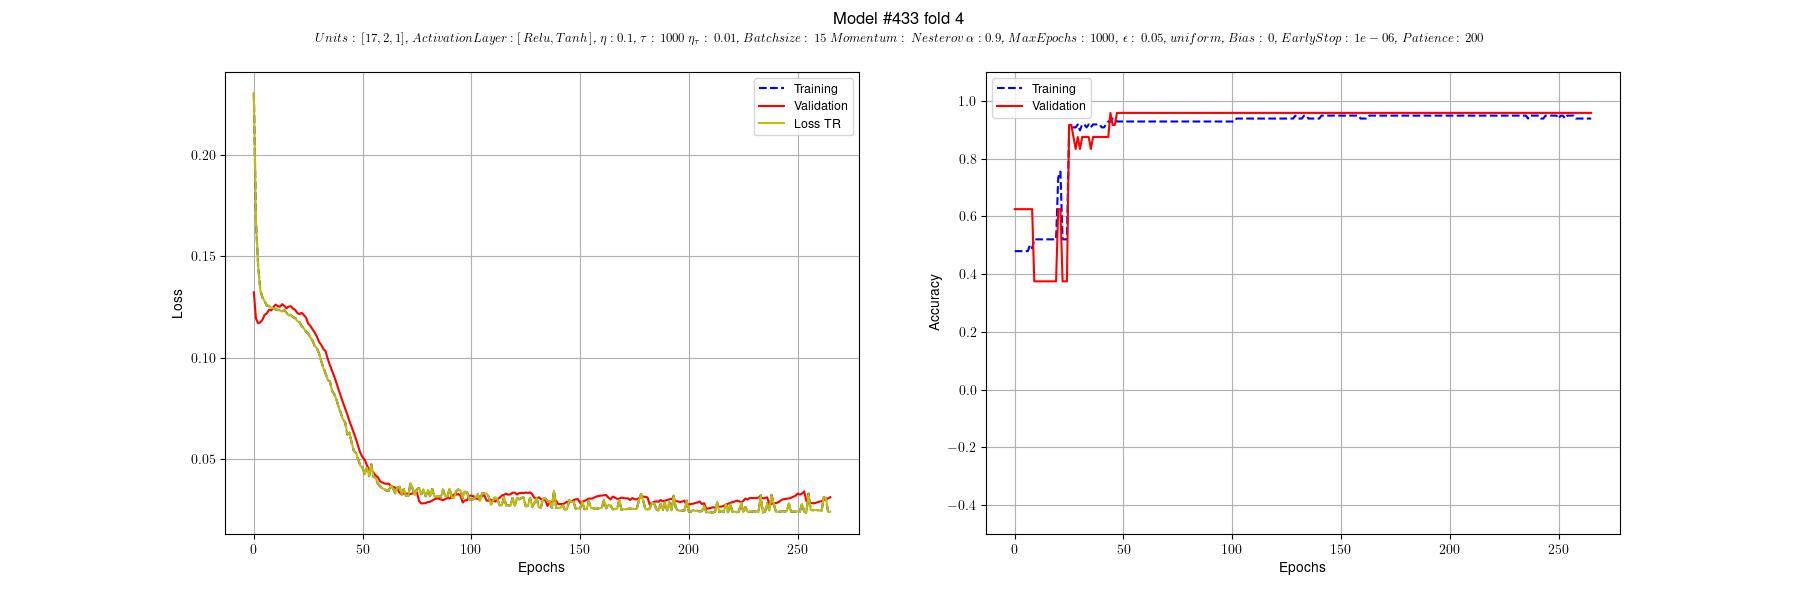 Model #433 fold 4
Units : [17, 2, 1], ActivationLayer : [ Relu, Tanh], η : 0.1, τ : 1000 ητ : 0.01, Batchsize : 15 Momentum : Nesterov α : 0.9, MaxEpochs : 1000, ϵ : 0.05, uniform, Bias : 0, EarlyStop : 1e − 06, Patience : 200
Training
Validation
Loss TR
0.20
0.15
0.10
0.05
Loss
0 50 100 150 200 250
Epochs
Training
Validation
1.0
0.8
0.6
0.4
0.2
0.0
−0.2
−0.4
Accuracy
0 50 100 150 200 250
Epochs